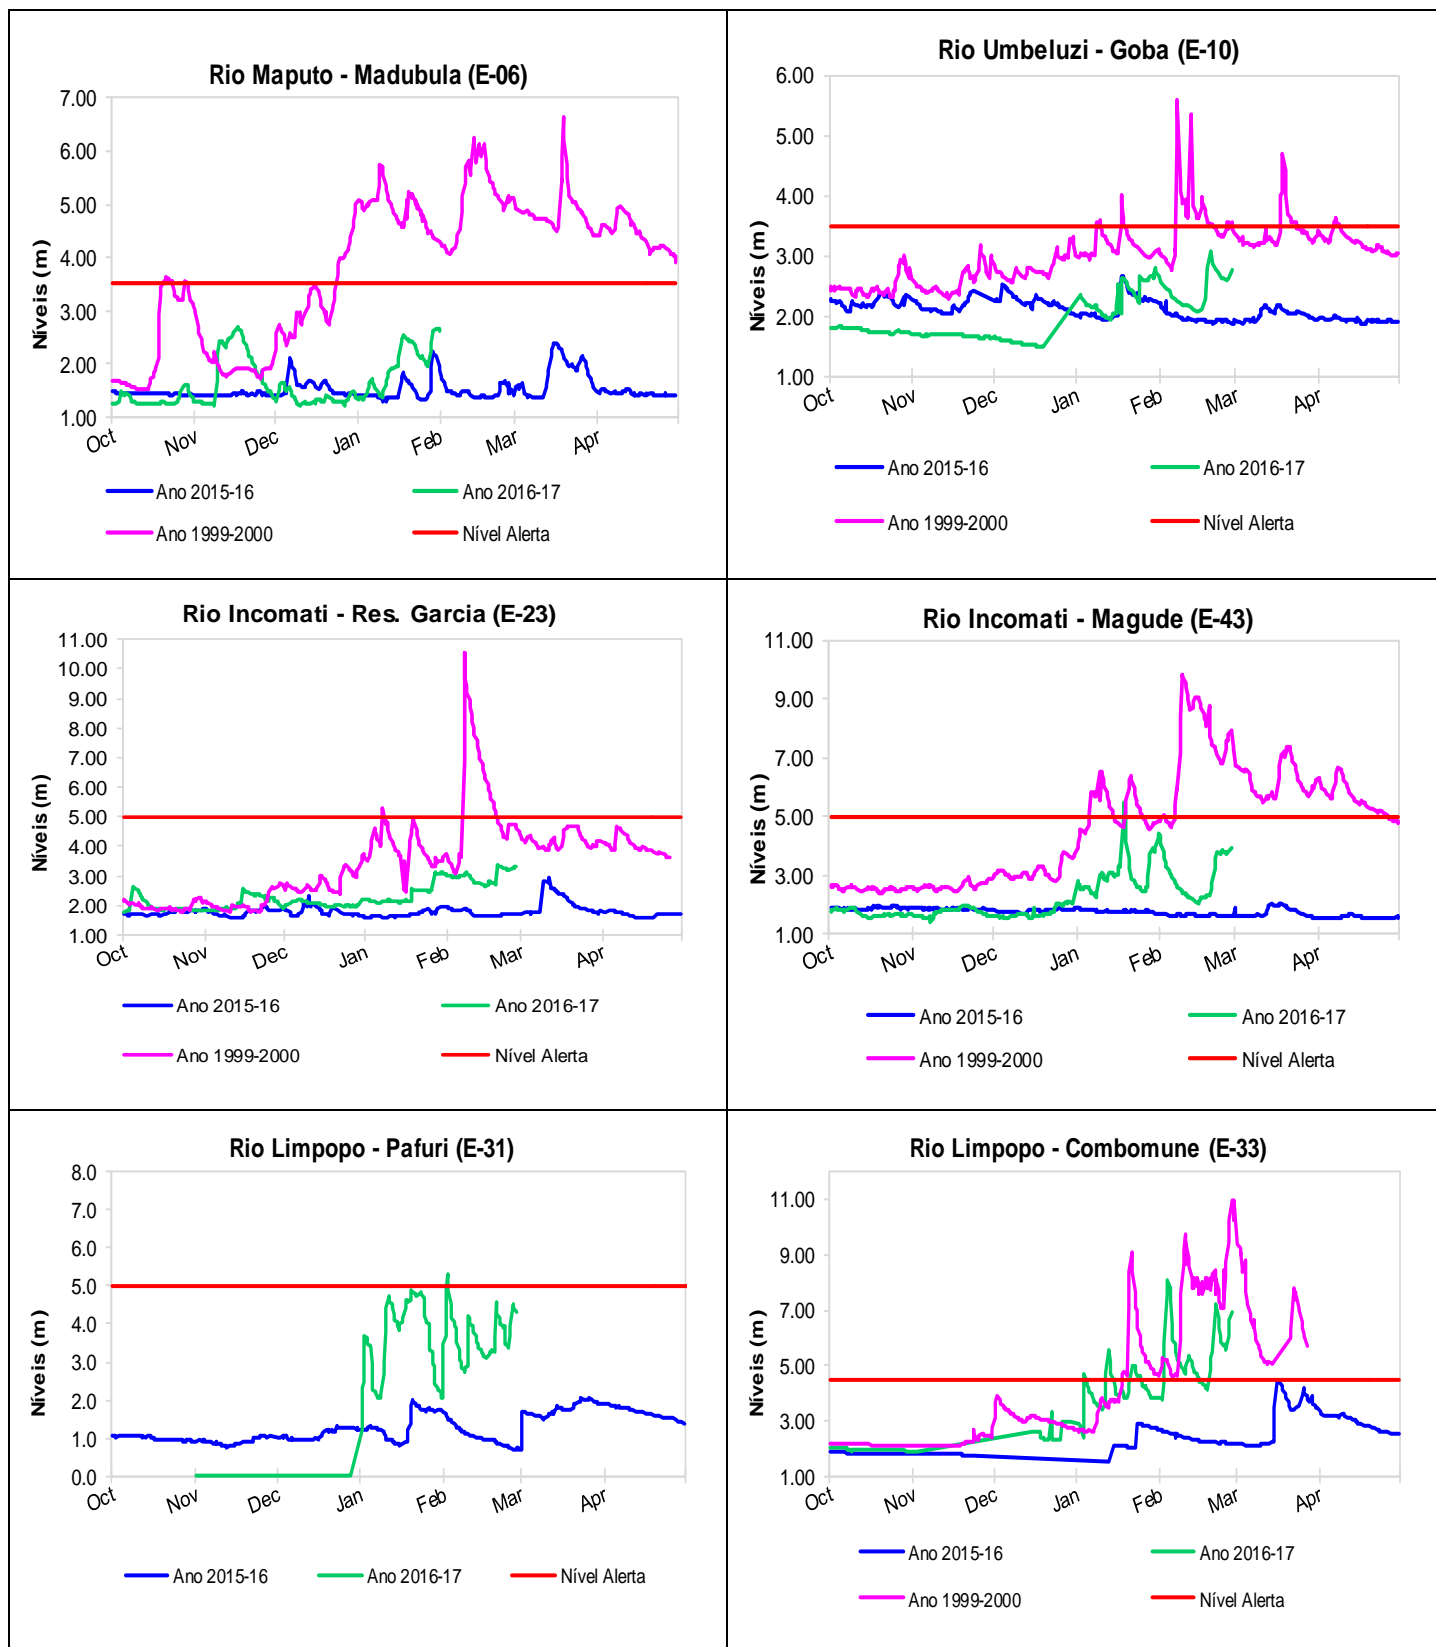 Rio Maputo - Madubula (E-06)
Níveis (m)
7.00
6.00
5.00
4.00
3.00
2.00
1.00
Oct Nov Dec Jan Feb Mar Apr
Ano 2015-16 Ano 2016-17
Ano 1999-2000 Nível Alerta
Rio Umbeluzi - Goba (E-10)
Níveis (m)
6.00
5.00
4.00
3.00
2.00
1.00
Oct Nov Dec Jan Feb Mar Apr
Ano 2015-16 Ano 2016-17
Ano 1999-2000 Nível Alerta
Rio Incomati - Res. Garcia (E-23)
Níveis (m)
11.00
10.00
9.00
8.00
7.00
6.00
5.00
4.00
3.00
2.00
1.00
Oct Nov Dec Jan Feb Mar Apr
Ano 2015-16 Ano 2016-17
Ano 1999-2000 Nível Alerta
Rio Incomati - Magude (E-43)
Níveis (m)
11.00
9.00
7.00
5.00
3.00
1.00
Oct Nov Dec Jan Feb Mar Apr
Ano 2015-16 Ano 2016-17
Ano 1999-2000 Nível Alerta
Rio Limpopo - Pafuri (E-31)
Níveis (m)
8.0
7.0
6.0
5.0
4.0
3.0
2.0
1.0
0.0
Oct Nov Dec Jan Feb Mar Apr
Ano 2015-16 Ano 2016-17 Nível Alerta
Rio Limpopo - Combomune (E-33)
Níveis (m)
11.00
9.00
7.00
5.00
3.00
1.00
Oct Nov Dec Jan Feb Mar Apr
Ano 2015-16 Ano 2016-17
Ano 1999-2000 Nível Alerta